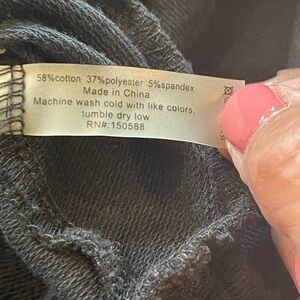 58%cotton 37%polyester 5%spandex
Made in China
Machine wash cold with like colors,
tumble dry low
RN#:150588